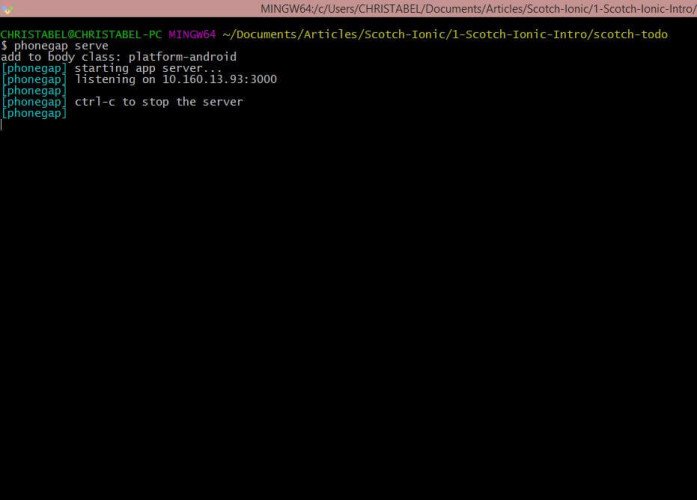 MINGW64:/c/Users/CHRISTABEL/Documents/Articles/Scotch-Ionic/1-Scotch-Ionic-Intro/
CHRISTABEL@CHRISTABEL-PC MINGW64 ~/Documents/Articles/Scotch-Ionic/1-Scotch-Ionic-Intro/scotch-todo
$ phonegap serve
add to body class: platform-android
[phonegap] starting app server...
[phonegap] listening on 10.160.13.93:3000
[phonegap]
[phonegap] ctrl-c to stop the server
[phonegap]